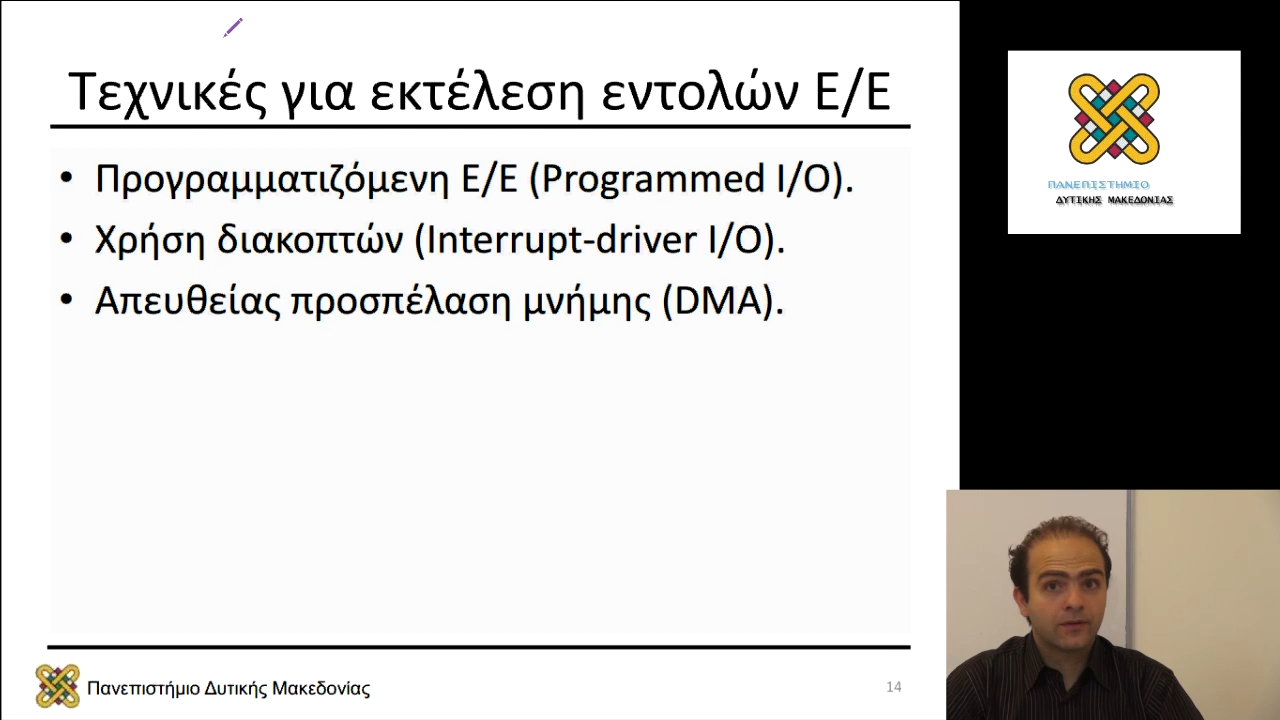 Τεχνικές για εκτέλεση εντολών Ε/Ε
• Προγραμματιζόμενη Ε/Ε (Programmed I/O).
• Χρήση διακοπτών (Interrupt-driver I/O).
• Απευθείας προσπέλαση μνήμης (DMA).
Πανεπιστήμιο Δυτικής Μακεδονίας
14
ΠΑΝΕΠΙΣΤΗΜΙΟ
ΔΥΤΙΚΗΣ ΜΑΚΕΔΟΝΙΑΣ